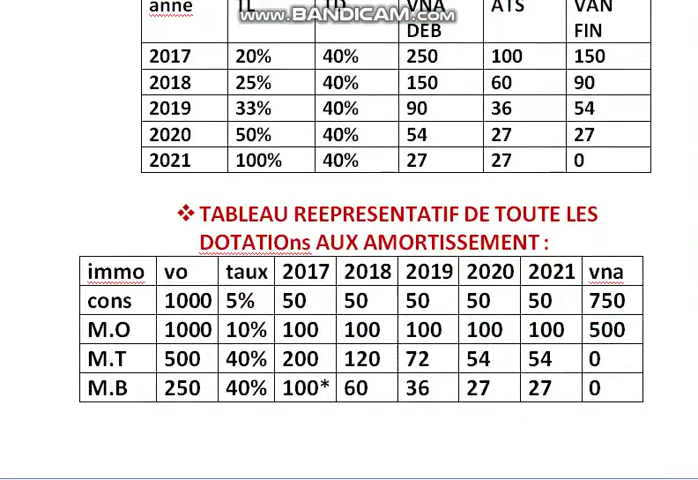 WWW.BANDICAM.COM
anne TL TD VNA DEB ATS VAN FIN
2017 20% 40% 250 100 150
2018 25% 40% 150 60 90
2019 33% 40% 90 36 54
2020 50% 40% 54 27 27
2021 100% 40% 27 27 0
❖ TABLEAU REEPRESENTATIF DE TOUTE LES
DOTATIOns AUX AMORTISSEMENT :
immo vo taux 2017 2018 2019 2020 2021 vna
cons 1000 5% 50 50 50 50 50 750
M.O 1000 10% 100 100 100 100 100 500
M.T 500 40% 200 120 72 54 54 0
M.B 250 40% 100* 60 36 27 27 0